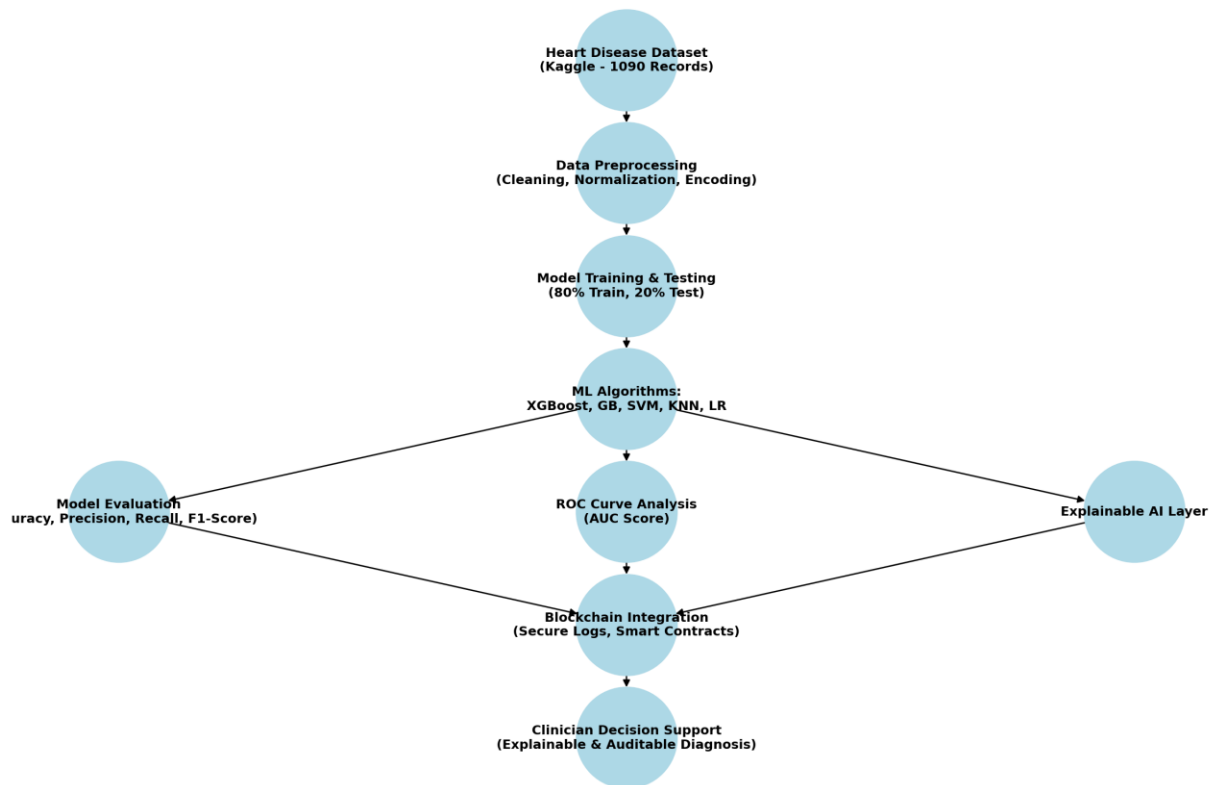 Heart Disease Dataset
(Kaggle - 1090 Records)
Data Preprocessing
(Cleaning, Normalization, Encoding)
Model Training & Testing
(80% Train, 20% Test)
ML Algorithms:
XGBoost, GB, SVM, KNN, LR
Model Evaluation
uracy, Precision, Recall, F1-Score)
ROC Curve Analysis
(AUC Score)
Explainable AI Layer
Blockchain Integration
(Secure Logs, Smart Contracts)
Clinician Decision Support
(Explainable & Auditable Diagnosis)